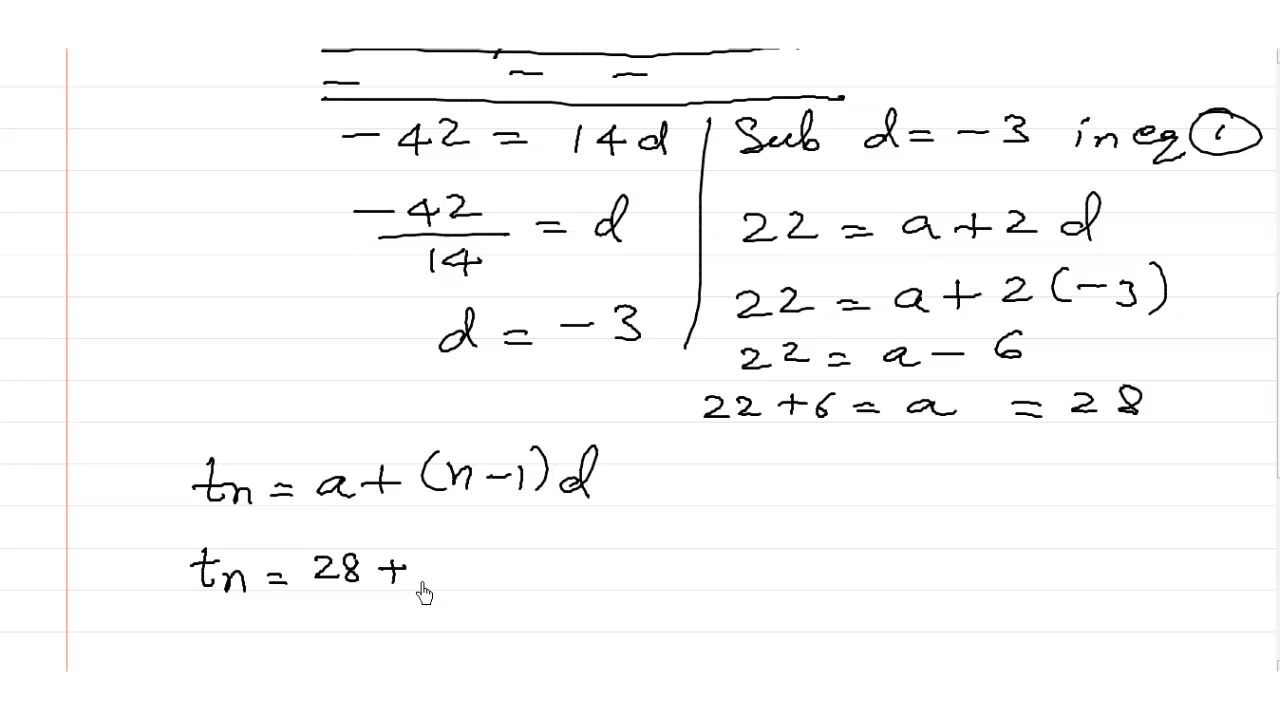 -42 = 14d
-42/14 = d
d = -3
Sub d = -3 in eq ①
22 = a + 2 d
22 = a + 2 (-3)
22 = a - 6
22 + 6 = a = 28
tn = a + (n-1)d
tn = 28 +